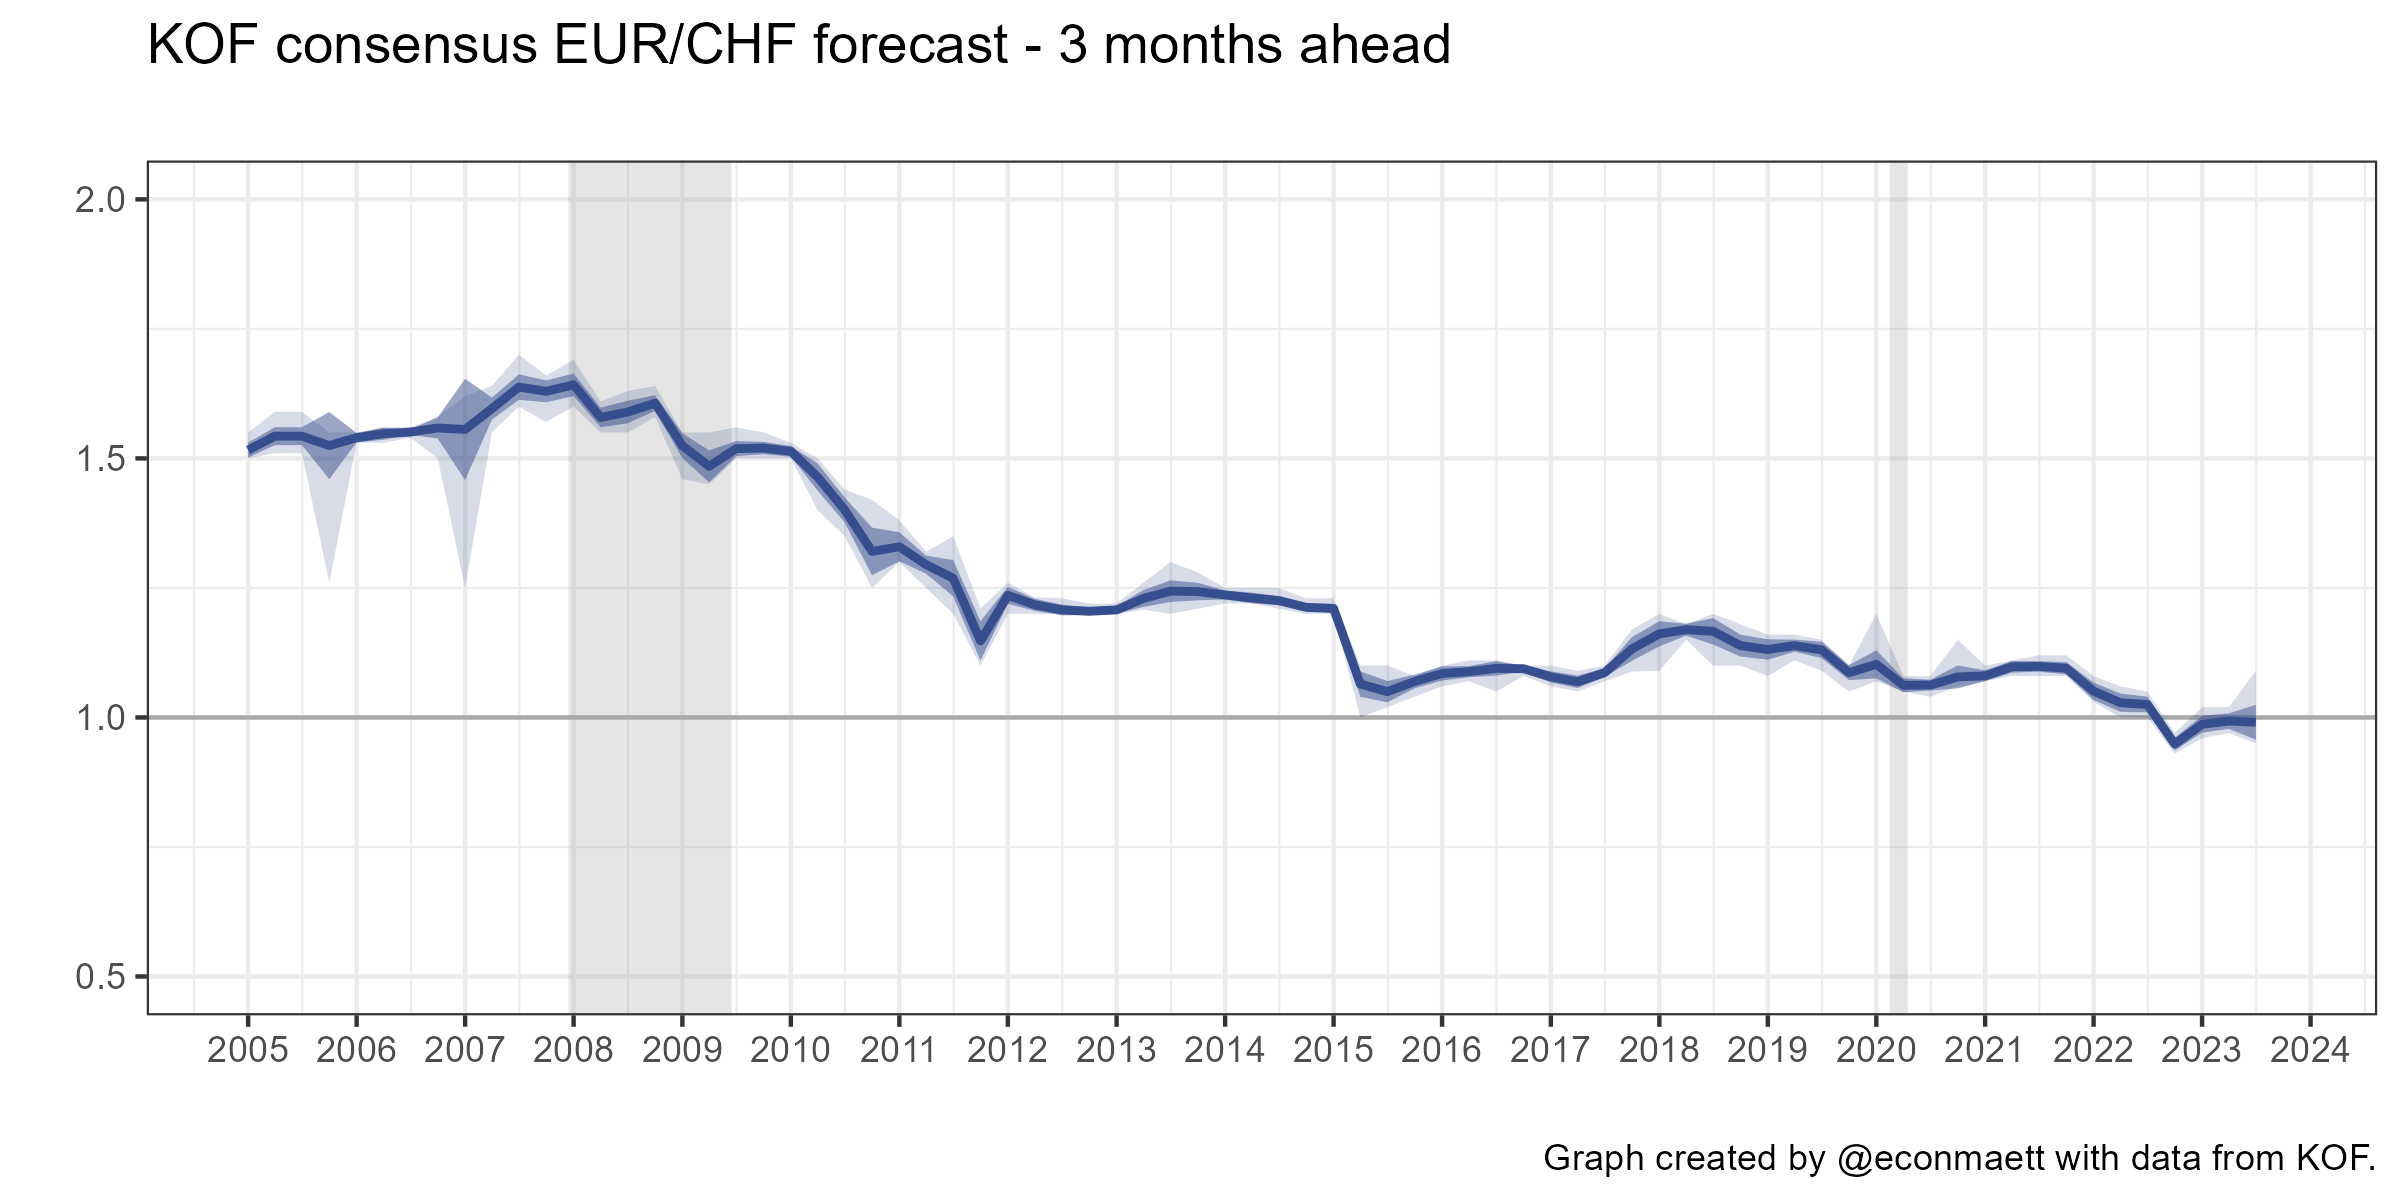 KOF consensus EUR/CHF forecast - 3 months ahead
2.0
1.5
1.0
0.5
2005 2006 2007 2008 2009 2010 2011 2012 2013 2014 2015 2016 2017 2018 2019 2020 2021 2022 2023 2024
Graph created by @econmaett with data from KOF.